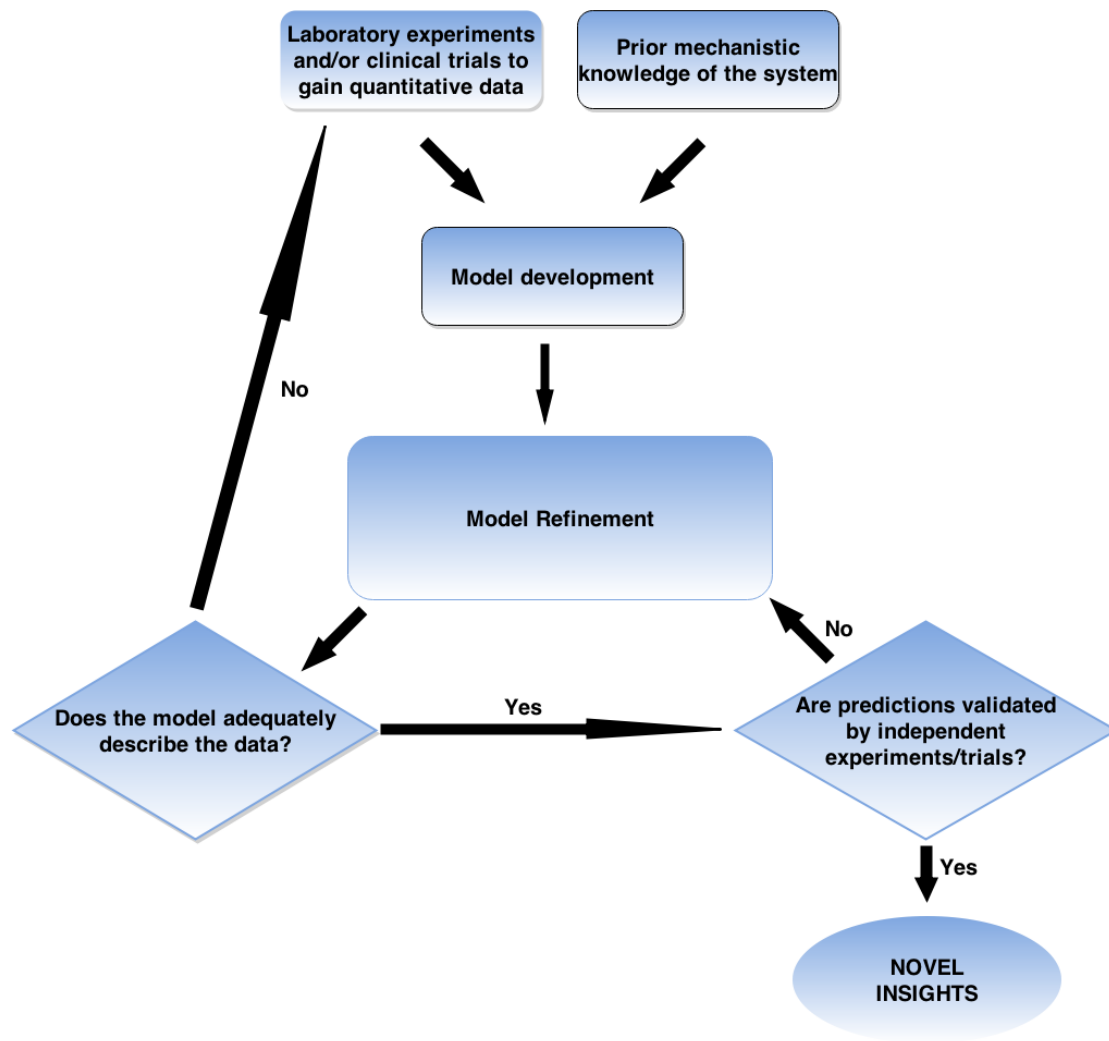 Laboratory experiments
and/or clinical trials to
gain quantitative data
Prior mechanistic
knowledge of the system
Model development
No
Model Refinement
No
Does the model adequately
describe the data?
Yes
Are predictions validated
by independent
experiments/trials?
Yes
NOVEL
INSIGHTS